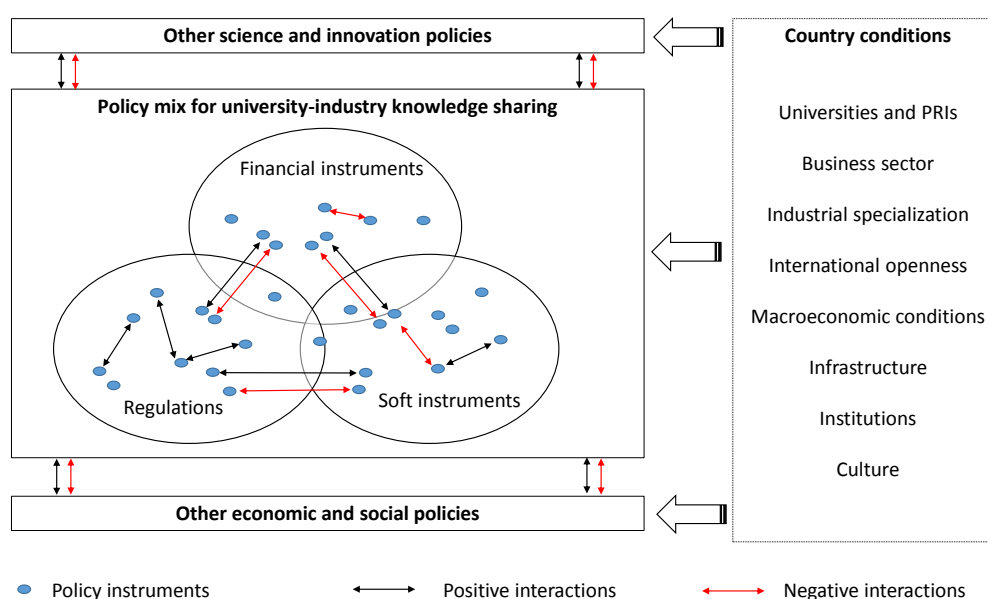 Other science and innovation policies
Country conditions
Policy mix for university-industry knowledge sharing
Universities and PRIs
Financial instruments
Business sector
Industrial specialization
International openness
Macroeconomic conditions
Infrastructure
Regulations
Soft instruments
Institutions
Culture
Other economic and social policies
Policy instruments
Positive interactions
Negative interactions